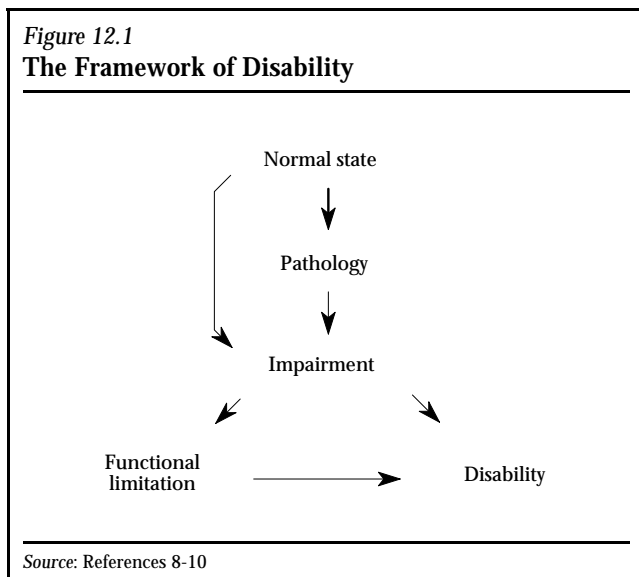 Figure 12.1
The Framework of Disability
Normal state
Pathology
Impairment
Functional
limitation
Disability
Source: References 8-10